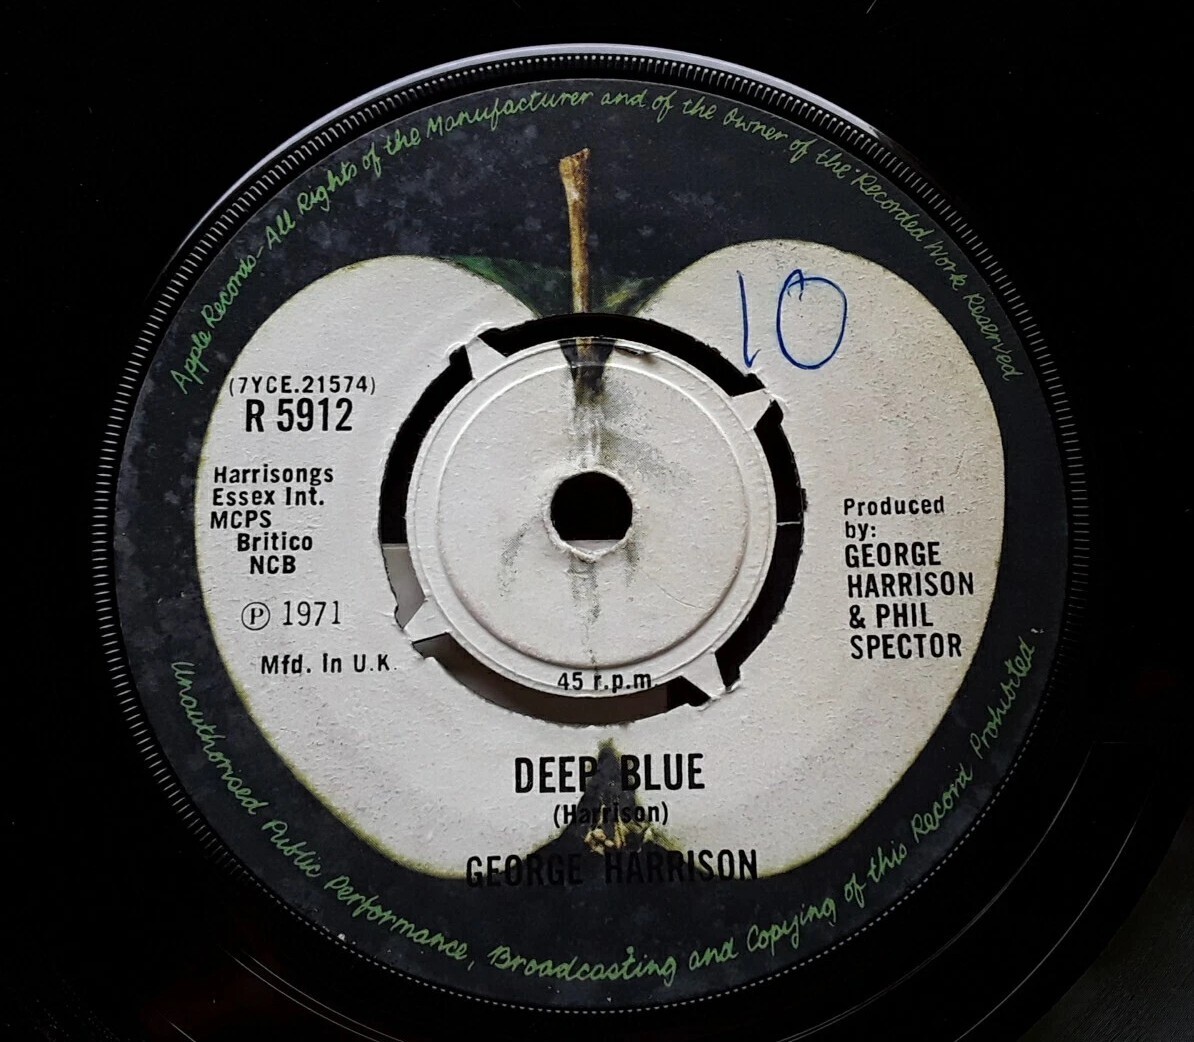 Apple Records-All Rights of the Manufacturer and of the Owner of the Recorded Work Reserved
10
(7YCE.21574)
R 5912
Harrisongs
Essex Int.
MCPS
Britico
NCB
Ⓟ 1971
Mfd. in U.K.
Produced
by:
GEORGE
HARRISON
& PHIL
SPECTOR
45 r.p.m.
DEEP BLUE
(Harrison)
GEORGE HARRISON
Unauthorised Public Performance, Broadcasting and Copying of this Record Prohibited.